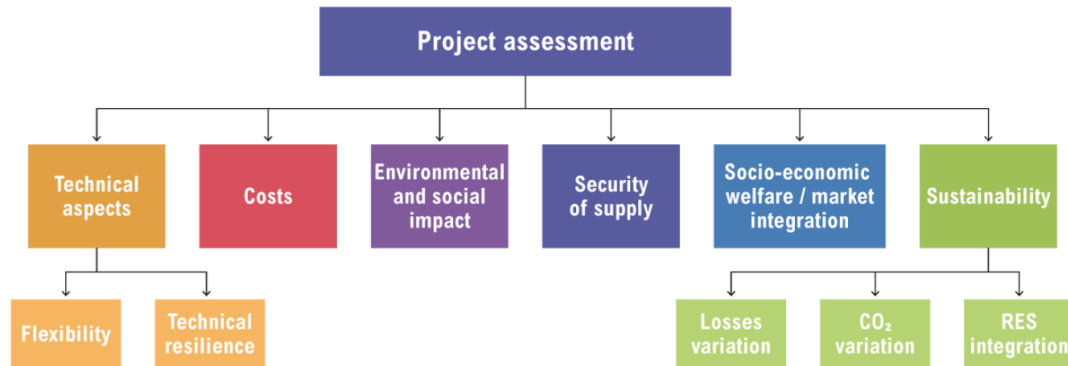 Project assessment
Technical
aspects
Costs
Environmental
and social
impact
Security
of supply
Socio-economic
welfare / market
integration
Sustainability
Flexibility
Technical
resilience
Losses
variation
CO₂
variation
RES
integration